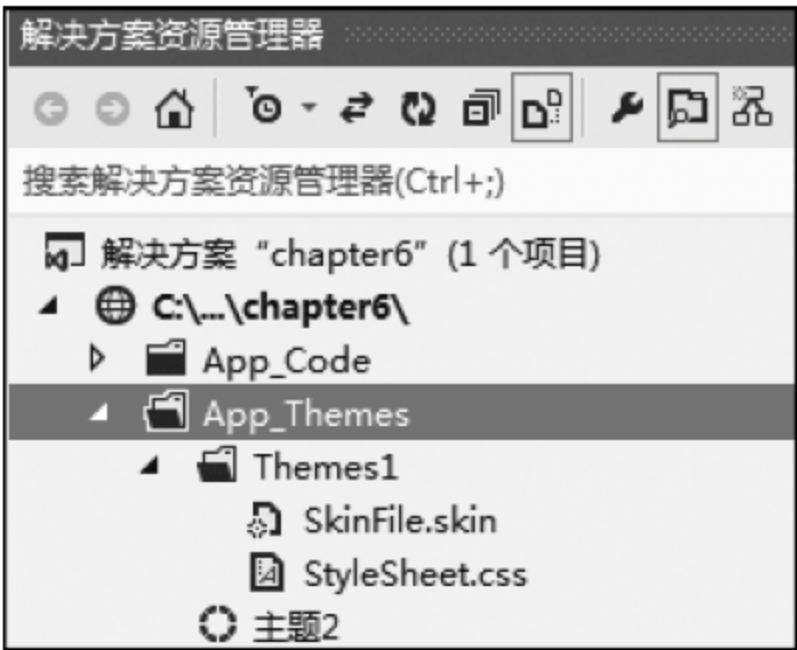 解决方案资源管理器
搜索解决方案资源管理器(Ctrl+;)
解决方案“chapter6”(1 个项目)
C:\...\chapter6\
App_Code
App_Themes
Themes1
SkinFile.skin
StyleSheet.css
主题2